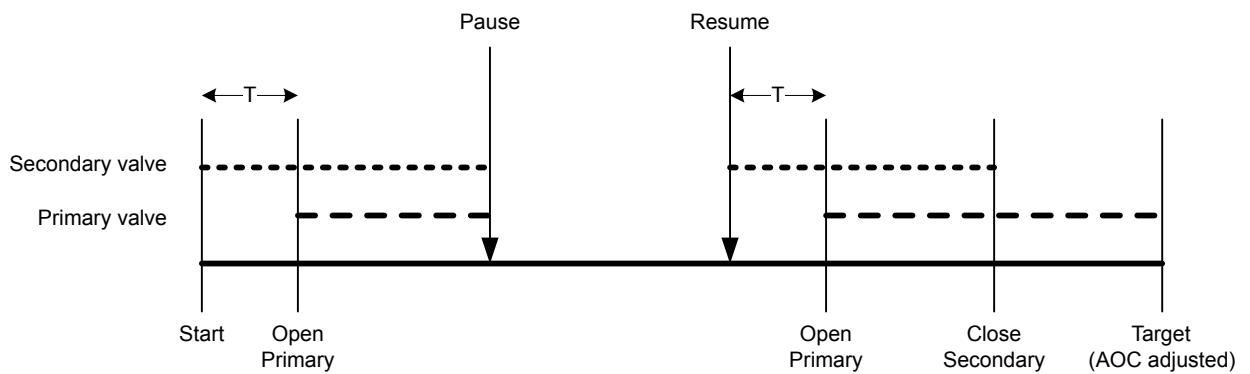 Pause
Resume
T
T
Secondary valve
Primary valve
Start
Open
Primary
Open
Primary
Close
Secondary
Target
(AOC adjusted)